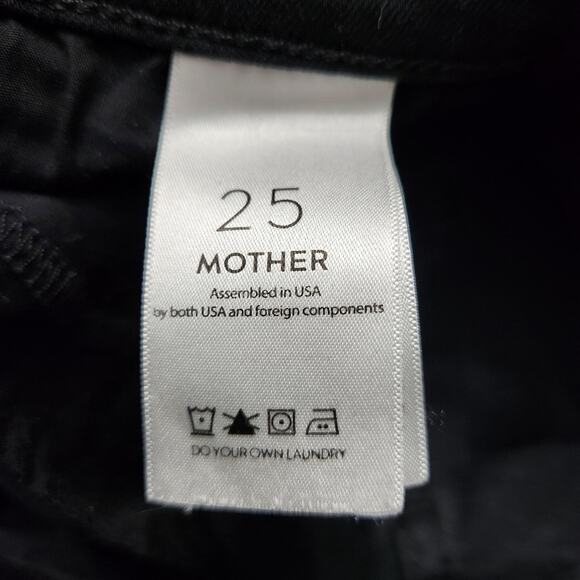 25
MOTHER
Assembled in USA
by both USA and foreign components
DO YOUR OWN LAUNDRY